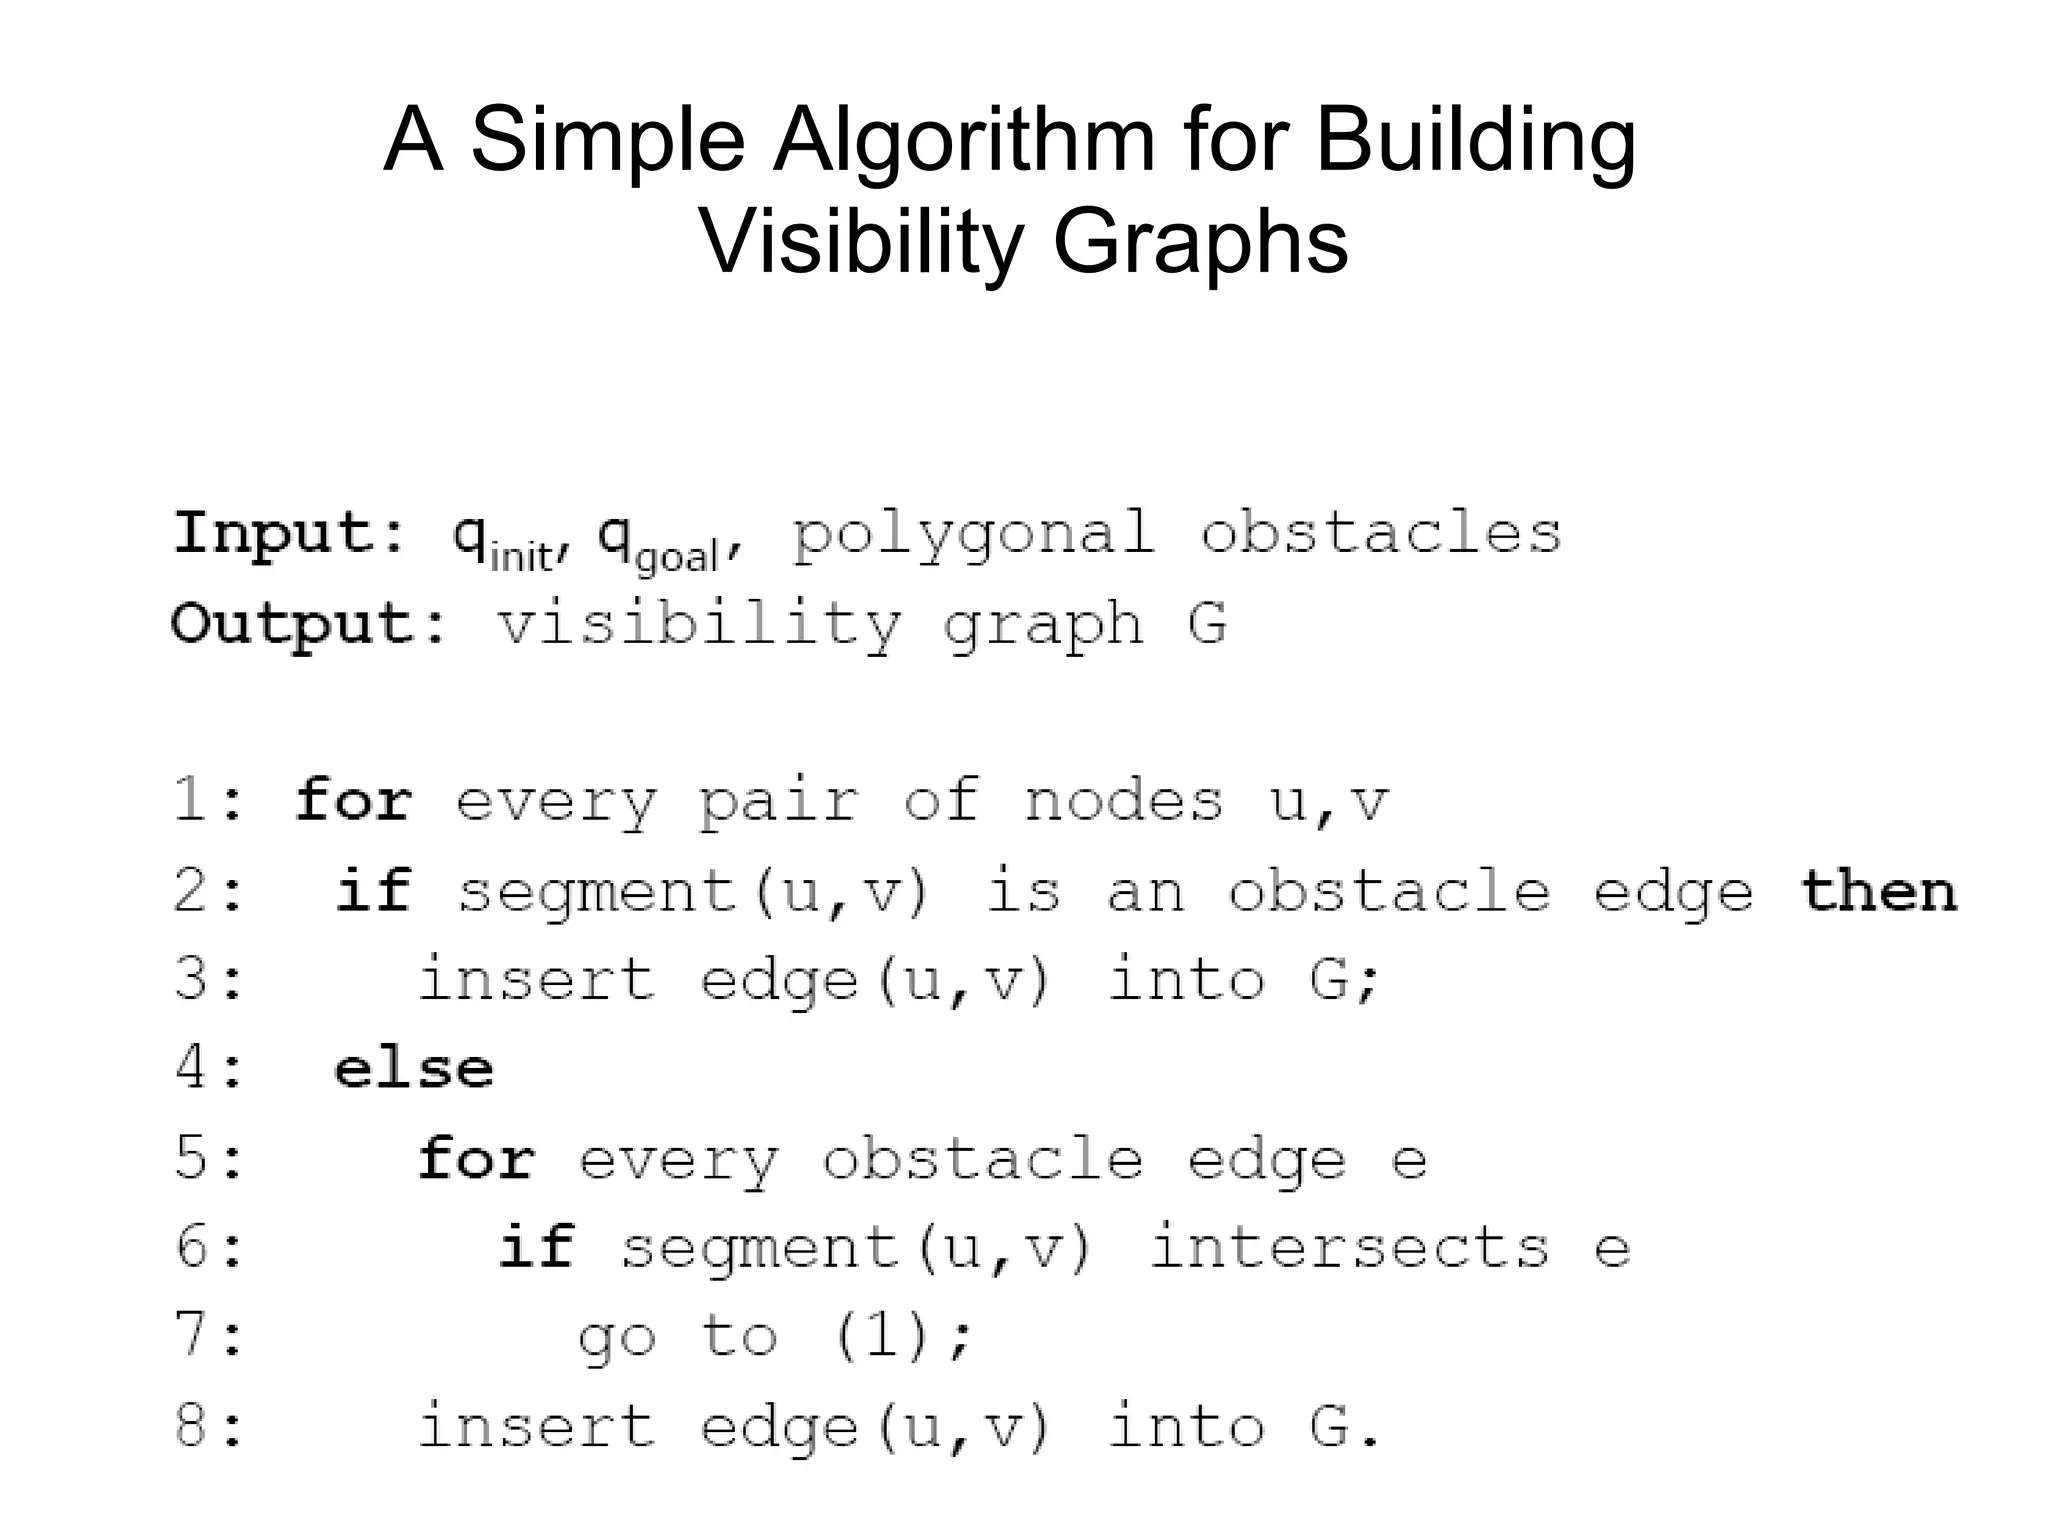 A Simple Algorithm for Building
Visibility Graphs
Input: qinit, qgoal, polygonal obstacles
Output: visibility graph G
1: for every pair of nodes u,v
2: if segment(u,v) is an obstacle edge then
3: insert edge(u,v) into G;
4: else
5: for every obstacle edge e
6: if segment(u,v) intersects e
7: go to (1);
8: insert edge(u,v) into G.